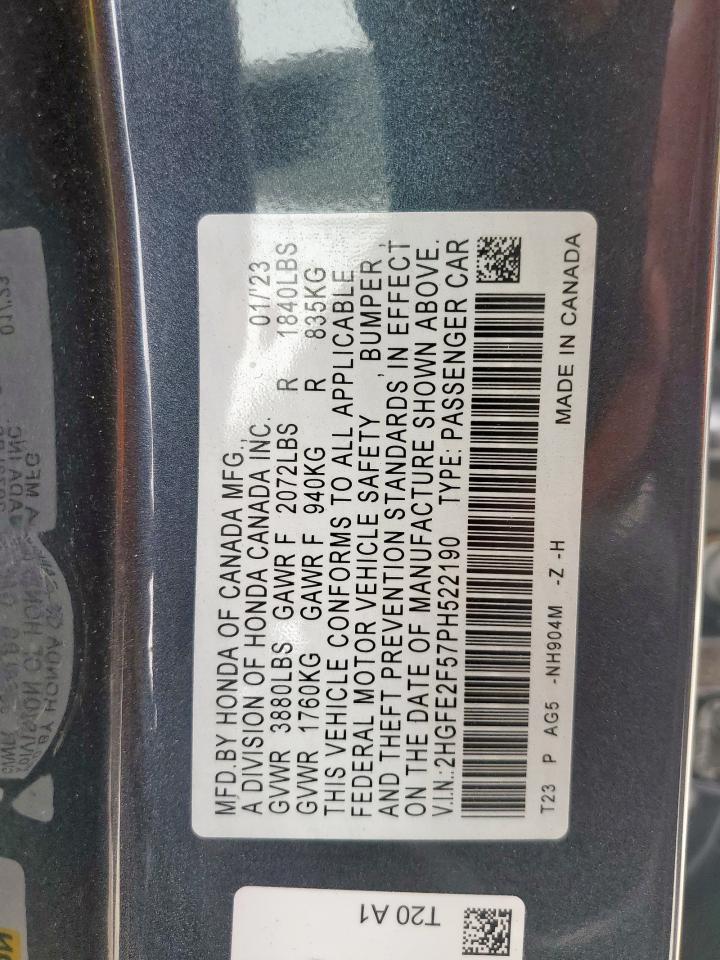 MFD.BY HONDA OF CANADA MFG.,
A DIVISION OF HONDA CANADA INC. 01/'23
GVWR 3880LBS GAWR F 2072LBS R 1840LBS
GVWR 1760KG GAWR F 940KG R 835KG
THIS VEHICLE CONFORMS TO ALL APPLICABLE
FEDERAL MOTOR VEHICLE SAFETY , BUMPER ,
AND THEFT PREVENTION STANDARDS IN EFFECT
ON THE DATE OF MANUFACTURE SHOWN ABOVE.
V.I.N.:2HGFE2F57PH522190 TYPE: PASSENGER CAR
T23 P AG5 -NH904M -Z -H
MADE IN CANADA
T20 A1